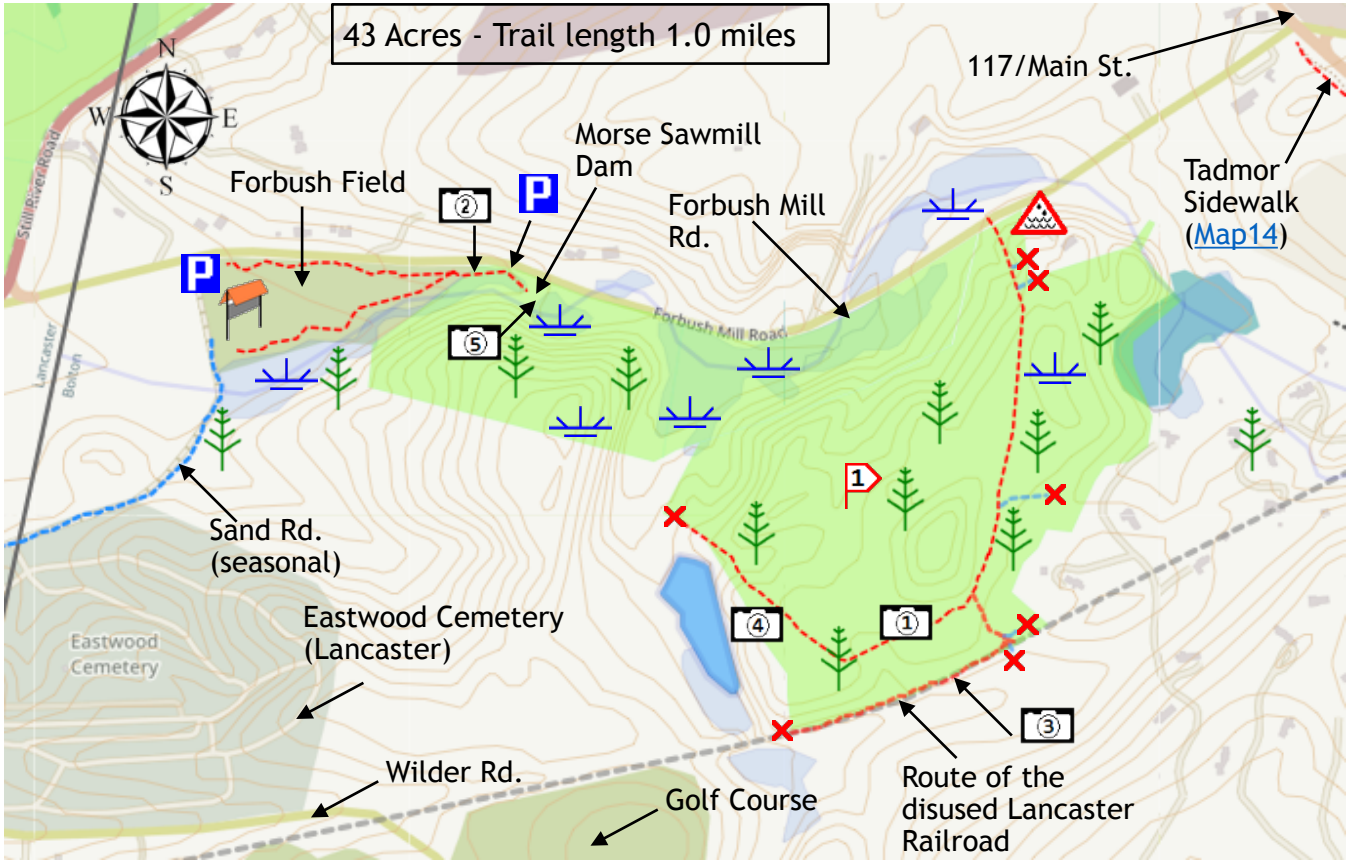 43 Acres - Trail length 1.0 miles
117/Main St.
N
W
E
S
Still River Road
Morse Sawmill
Dam
P
Forbush Field
②
Forbush Mill
Rd.
Tadmor
Sidewalk
(Map14)
P
⑤
Forbush Mill Road
Lancaster
Bolton
1
Sand Rd.
(seasonal)
Eastwood Cemetery
(Lancaster)
Eastwood
Cemetery
④
①
③
Wilder Rd.
Golf Course
Route of the
disused Lancaster
Railroad